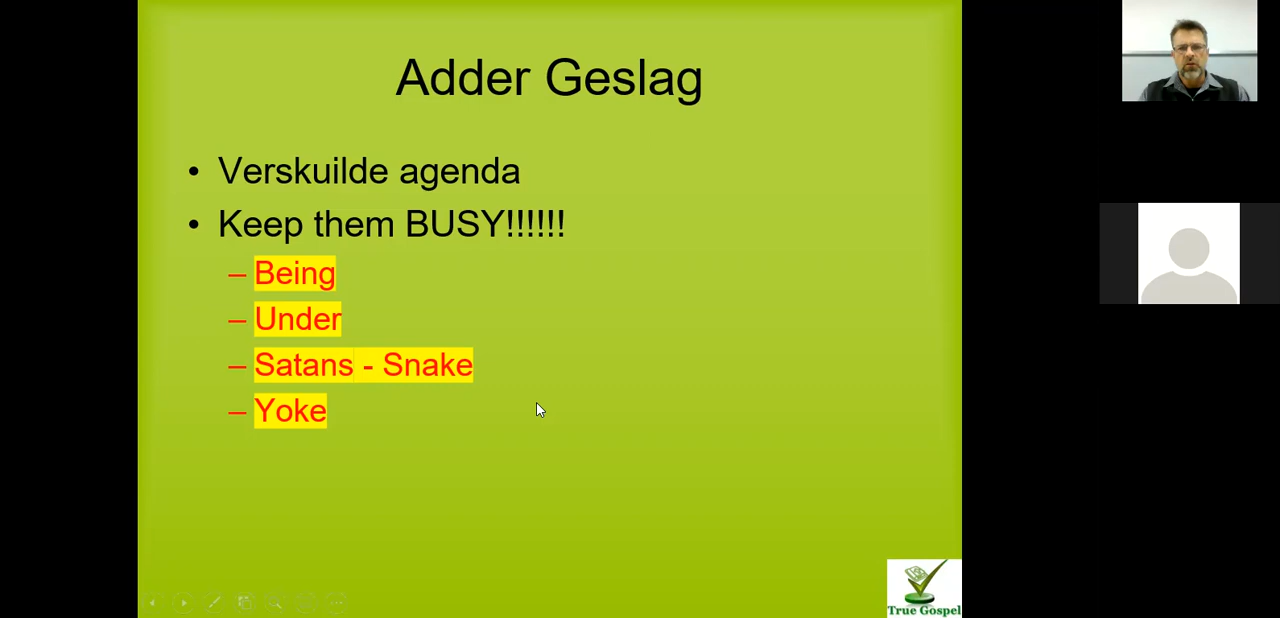 Adder Geslag
• Verskuilde agenda
• Keep them BUSY!!!!!!
– Being
– Under
– Satans - Snake
– Yoke
True Gospel